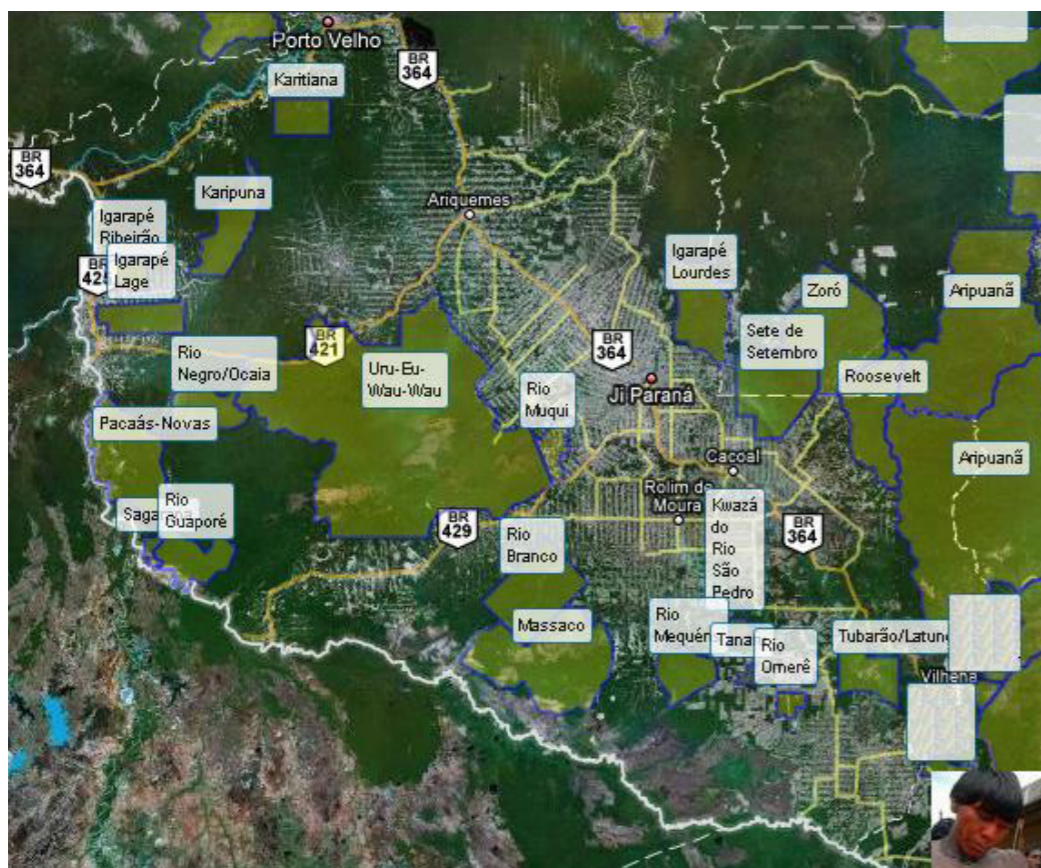 Porto Velho
BR
364
Karitiana
BR
364
Karipuna
Ariquemes
Igarapé
Ribeirão
Igarapé
Lage
BR
Igarapé
Lourdes
Zoró
Aripuanã
BR
421
BR
364
Sete de
Setembro
Rio
Negro/Ocaia
Uru-Eu-
Wau-Wau
Rio
Muqui
Ji Paraná
Roosevelt
Pacaás-Novas
Cacoal
Aripuanã
Rolim de
Moura
Rio
Guaporé
BR
429
Rio
Branco
Kwazá
do
Rio
São
Pedro
BR
364
Massaco
Rio
Rio
Omerê
Vilhena